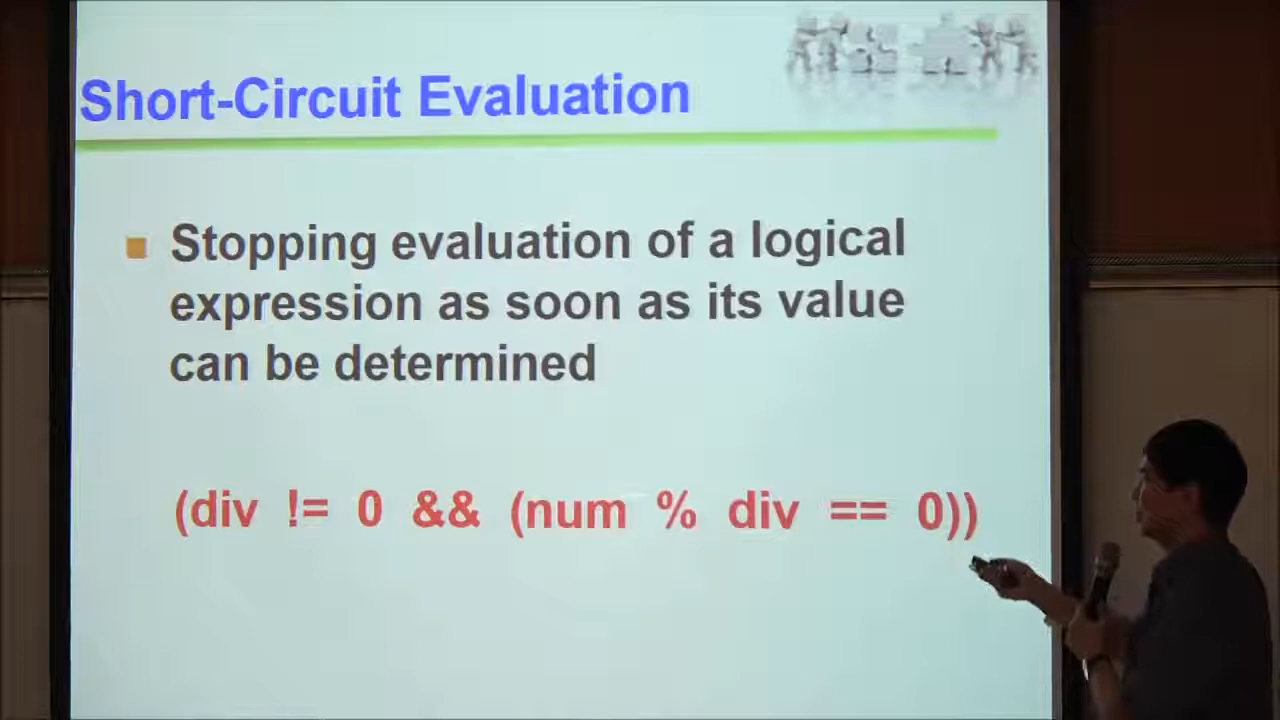 Short-Circuit Evaluation
Stopping evaluation of a logical
expression as soon as its value
can be determined
(div != 0 && (num % div == 0))